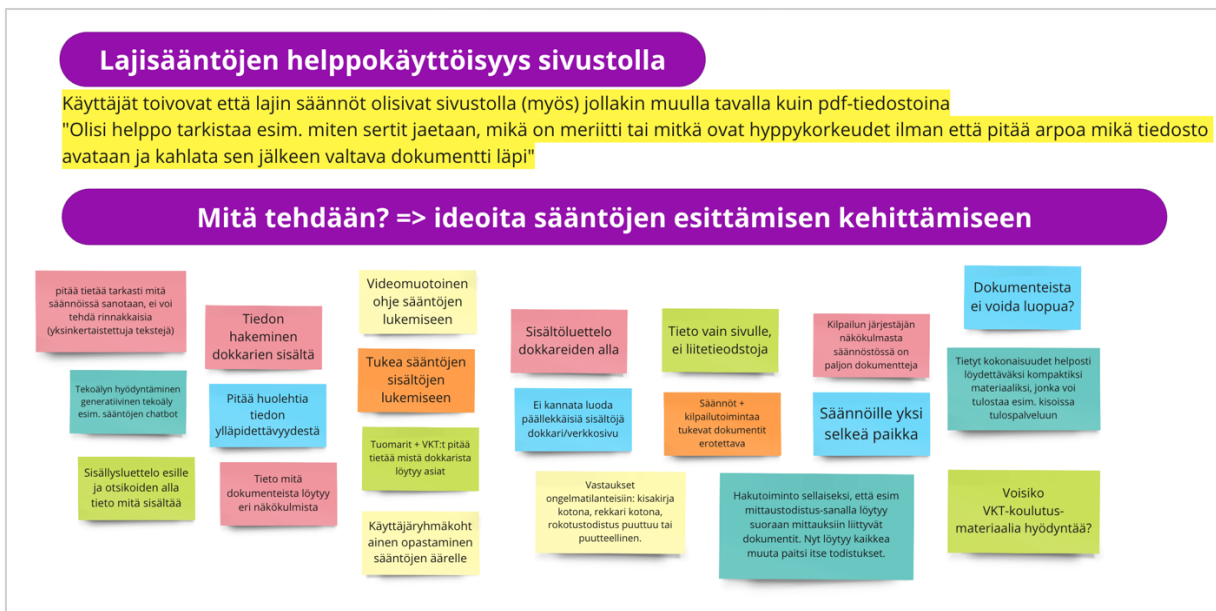 Lajisääntöjen helppokäyttöisyys sivustolla
Käyttäjät toivovat että lajin säännöt olisivat sivustolla (myös) jollakin muulla tavalla kuin pdf-tiedostoina
"Olisi helppo tarkistaa esim. miten sertit jaetaan, mikä on meriitti tai mitkä ovat hyppykorkeudet ilman että pitää arpoa mikä tiedosto
avataan ja kahlata sen jälkeen valtava dokumentti läpi"
Mitä tehdään? => ideoita sääntöjen esittämisen kehittämiseen
pitää tietää tarkasti mitä
säännöissä sanotaan, ei voi
tehdä rinnakkaisia
(yksinkertaistettuja tekstejä)
Tekoälyn hyödyntäminen
generatiivinen tekoäly
esim. sääntöjen chatbot
Sisällysluettelo esille
ja otsikoiden alla
tieto mitä sisältää
Tiedon
hakeminen
dokkarien sisältä
Pitää huolehtia
tiedon
ylläpidettävyydestä
Tieto mitä
dokumenteista löytyy
eri näkökulmista
Videomuotoinen
ohje sääntöjen
lukemiseen
Tukea sääntöjen
sisältöjen
lukemiseen
Tuomarit + VKT:t pitää
tietää mistä dokkarista
löytyy asiat
Käyttäjäryhmäkoht
ainen opastaminen
sääntöjen äärelle
Sisältöluettelo
dokkareiden alla
Ei kannata luoda
päällekkäisiä sisältöjä
dokkari/verkkosivu
Vastaukset
ongelmatilanteisiin: kisakirja
kotona, rekkari kotona,
rokotustodistus puuttuu tai
puutteellinen.
Tieto vain sivulle,
ei liitetieodstoja
Säännöt +
kilpailutoimintaa
tukevat dokumentit
erotettava
Hakutoiminto sellaiseksi, että esim
mittaustodistus-sanalla löytyy
suoraan mittauksiin liittyvät
dokumentit. Nyt löytyy kaikkea
muuta paitsi itse todistukset.
Kilpailun järjestäjän
näkökulmasta
säännöstössä on
paljon dokumentteja
Säännöille yksi
selkeä paikka
Dokumenteista
ei voida luopua?
Tietyt kokonaisuudet helposti
löydettäväksi kompaktiksi
materiaaliksi, jonka voi
tulostaa esim. kisoissa
tulospalveluun
Voisiko
VKT-koulutus-
materiaalia hyödyntää?